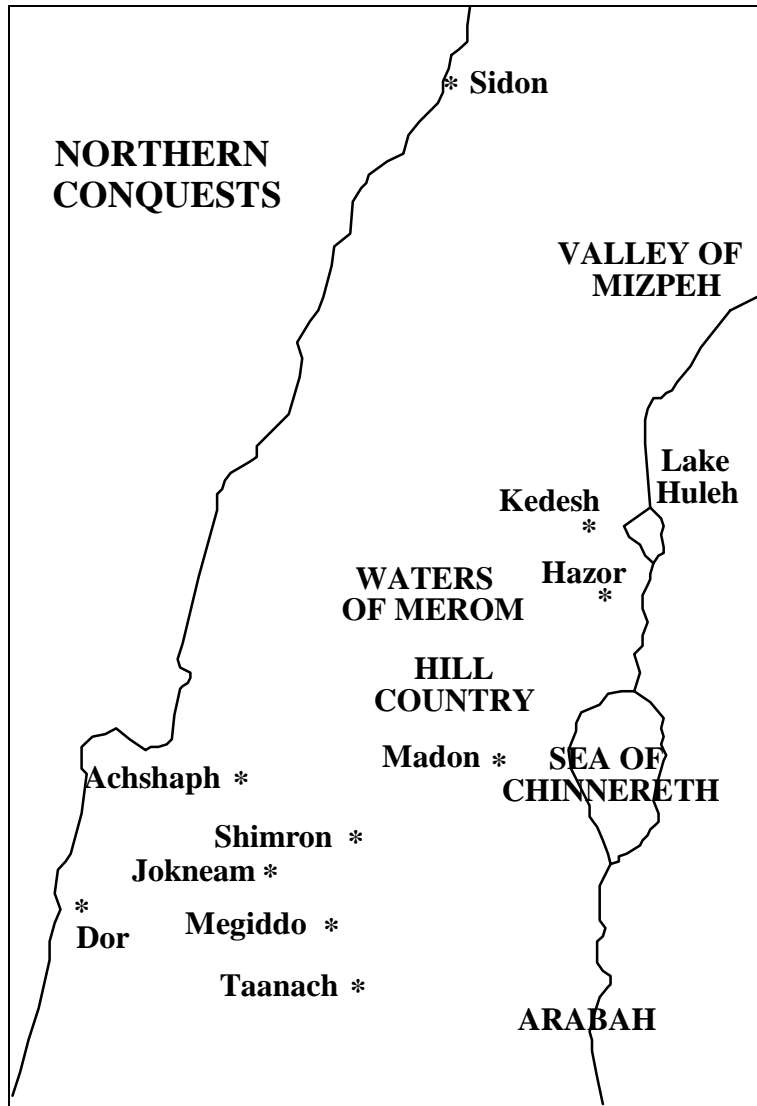 * Sidon
NORTHERN
CONQUESTS
VALLEY OF
MIZPEH
Lake
Huleh
Kedesh
*
Hazor
*
WATERS
OF MEROM
HILL
COUNTRY
Madon *
SEA OF
CHINNERETH
Achshaph *
Shimron *
Jokneam *
*
Dor
Megiddo *
Taanach *
ARABAH